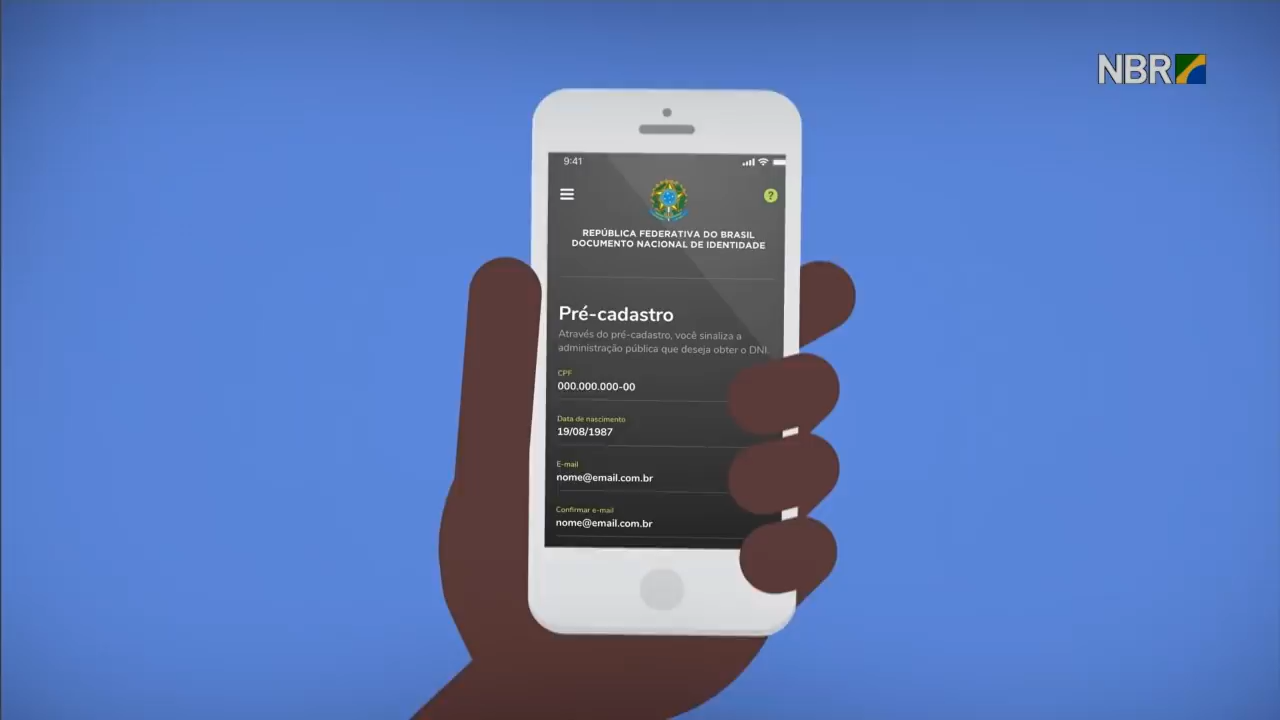 NBR
9:41
?
REPÚBLICA FEDERATIVA DO BRASIL
DOCUMENTO NACIONAL DE IDENTIDADE
Pré-cadastro
Através do pré-cadastro, você sinaliza a
administração pública que deseja obter o DNI.
CPF
000.000.000-00
Data de nascimento
19/08/1987
E-mail
nome@email.com.br
Confirmar e-mail
nome@email.com.br